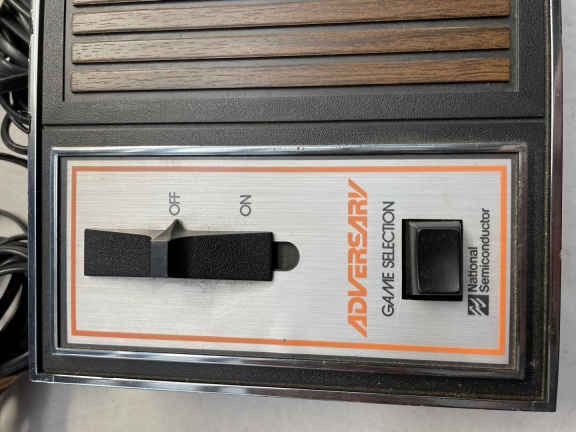 OFF
ON
ADVERSARY
GAME SELECTION
National
Semiconductor